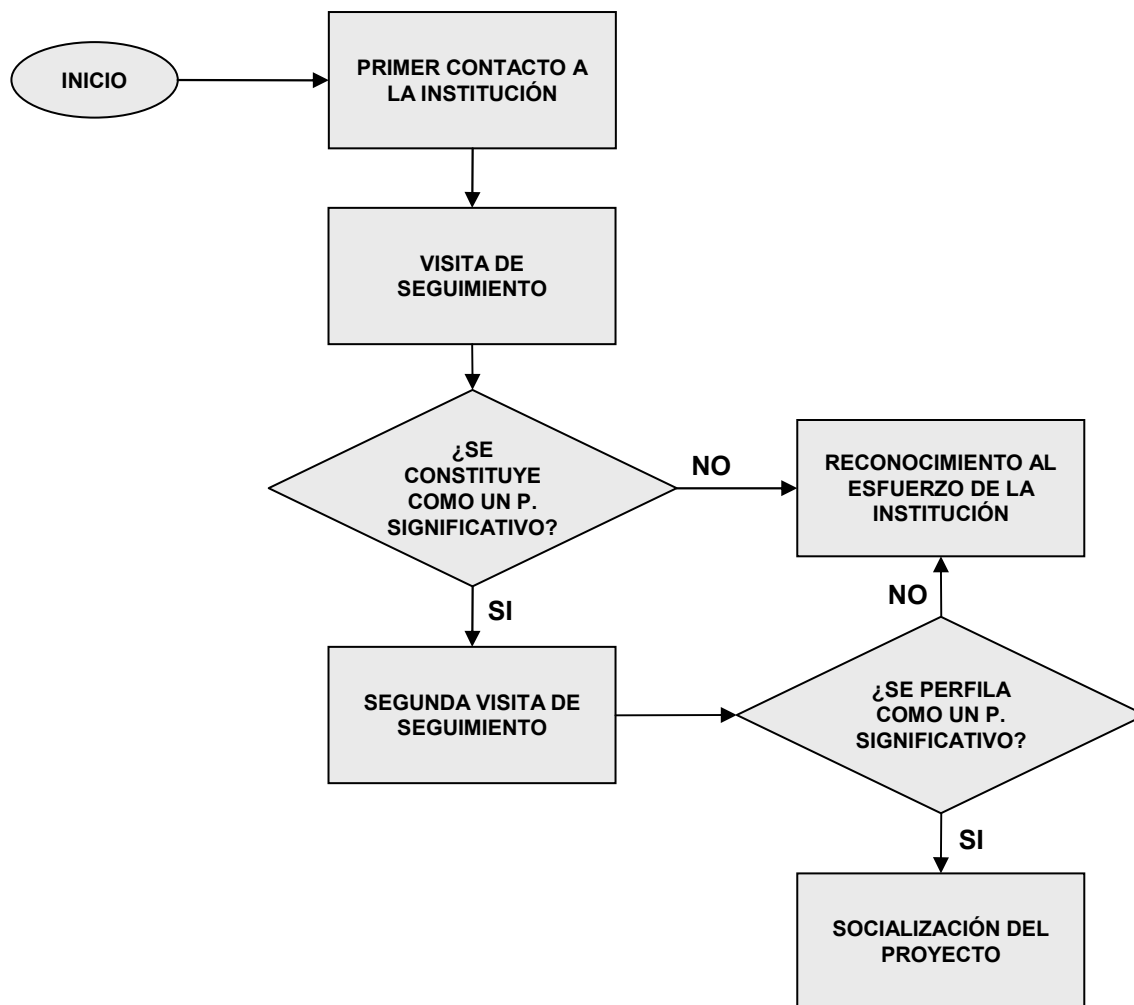 INICIO
PRIMER CONTACTO A
LA INSTITUCIÓN
VISITA DE
SEGUIMIENTO
¿SE
CONSTITUYE
COMO UN P.
SIGNIFICATIVO?
NO
RECONOCIMIENTO AL
ESFUERZO DE LA
INSTITUCIÓN
SI
NO
SEGUNDA VISITA DE
SEGUIMIENTO
¿SE PERFILA
COMO UN P.
SIGNIFICATIVO?
SI
SOCIALIZACIÓN DEL
PROYECTO